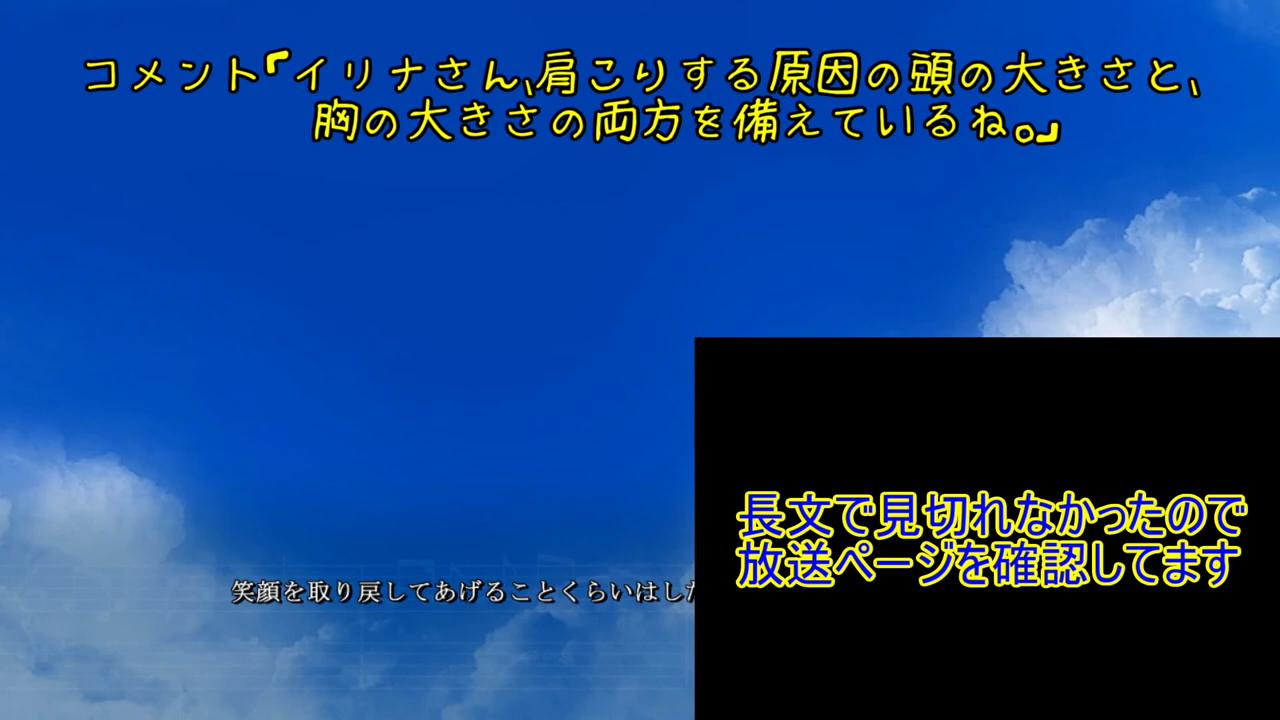 コメント「イリナさん、肩こりする原因の頭の大きさと、
胸の大きさの両方を備えているね。」
長文で見切れなかったので
放送ページを確認してます
笑顔を取り戻してあげることくらいはした